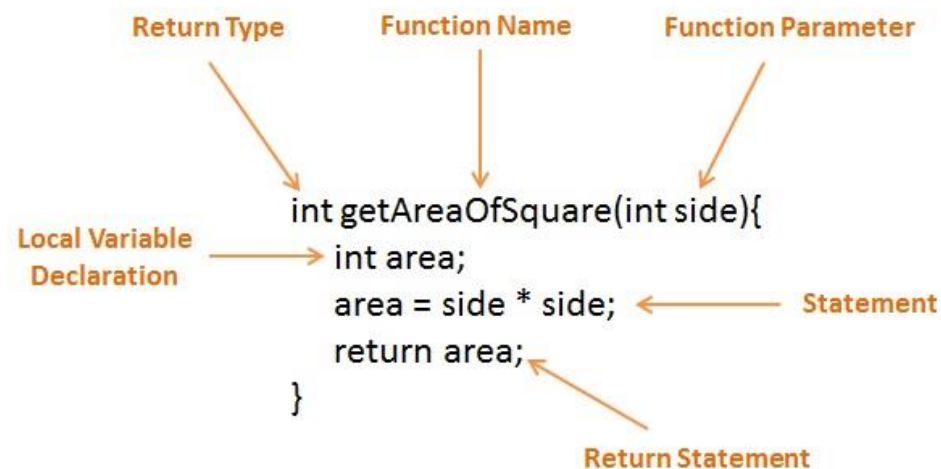 Return Type
Function Name
Function Parameter
int getAreaOfSquare(int side){
Local Variable
Declaration
int area;
area = side * side;
Statement
return area;
}
Return Statement